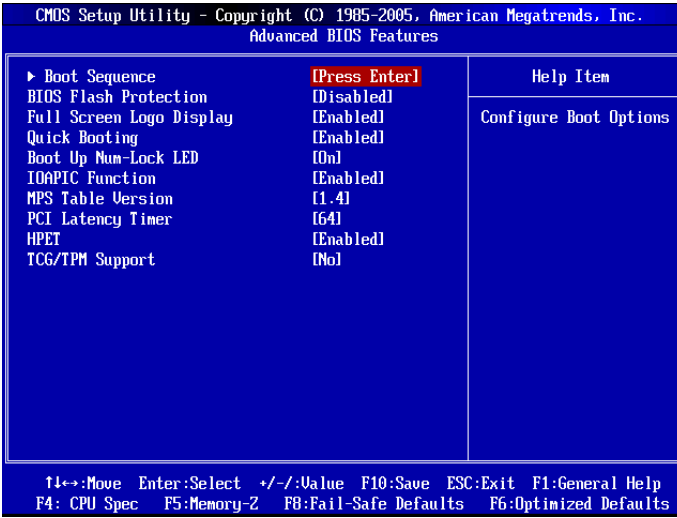 CMOS Setup Utility - Copyright (C) 1985-2005, American Megatrends, Inc.
Advanced BIOS Features
Boot Sequence [Press Enter] Help Item
BIOS Flash Protection [Disabled]
Full Screen Logo Display [Enabled] Configure Boot Options
Quick Booting [Enabled]
Boot Up Num-Lock LED [On]
IOAPIC Function [Enabled]
MPS Table Version [1.4]
PCI Latency Timer [64]
HPET [Enabled]
TCG/TPM Support [No]
↑↓↔:Move Enter:Select +/-/:Value F10:Save ESC:Exit F1:General Help
F4: CPU Spec F5:Memory-Z F8:Fail-Safe Defaults F6:Optimized Defaults